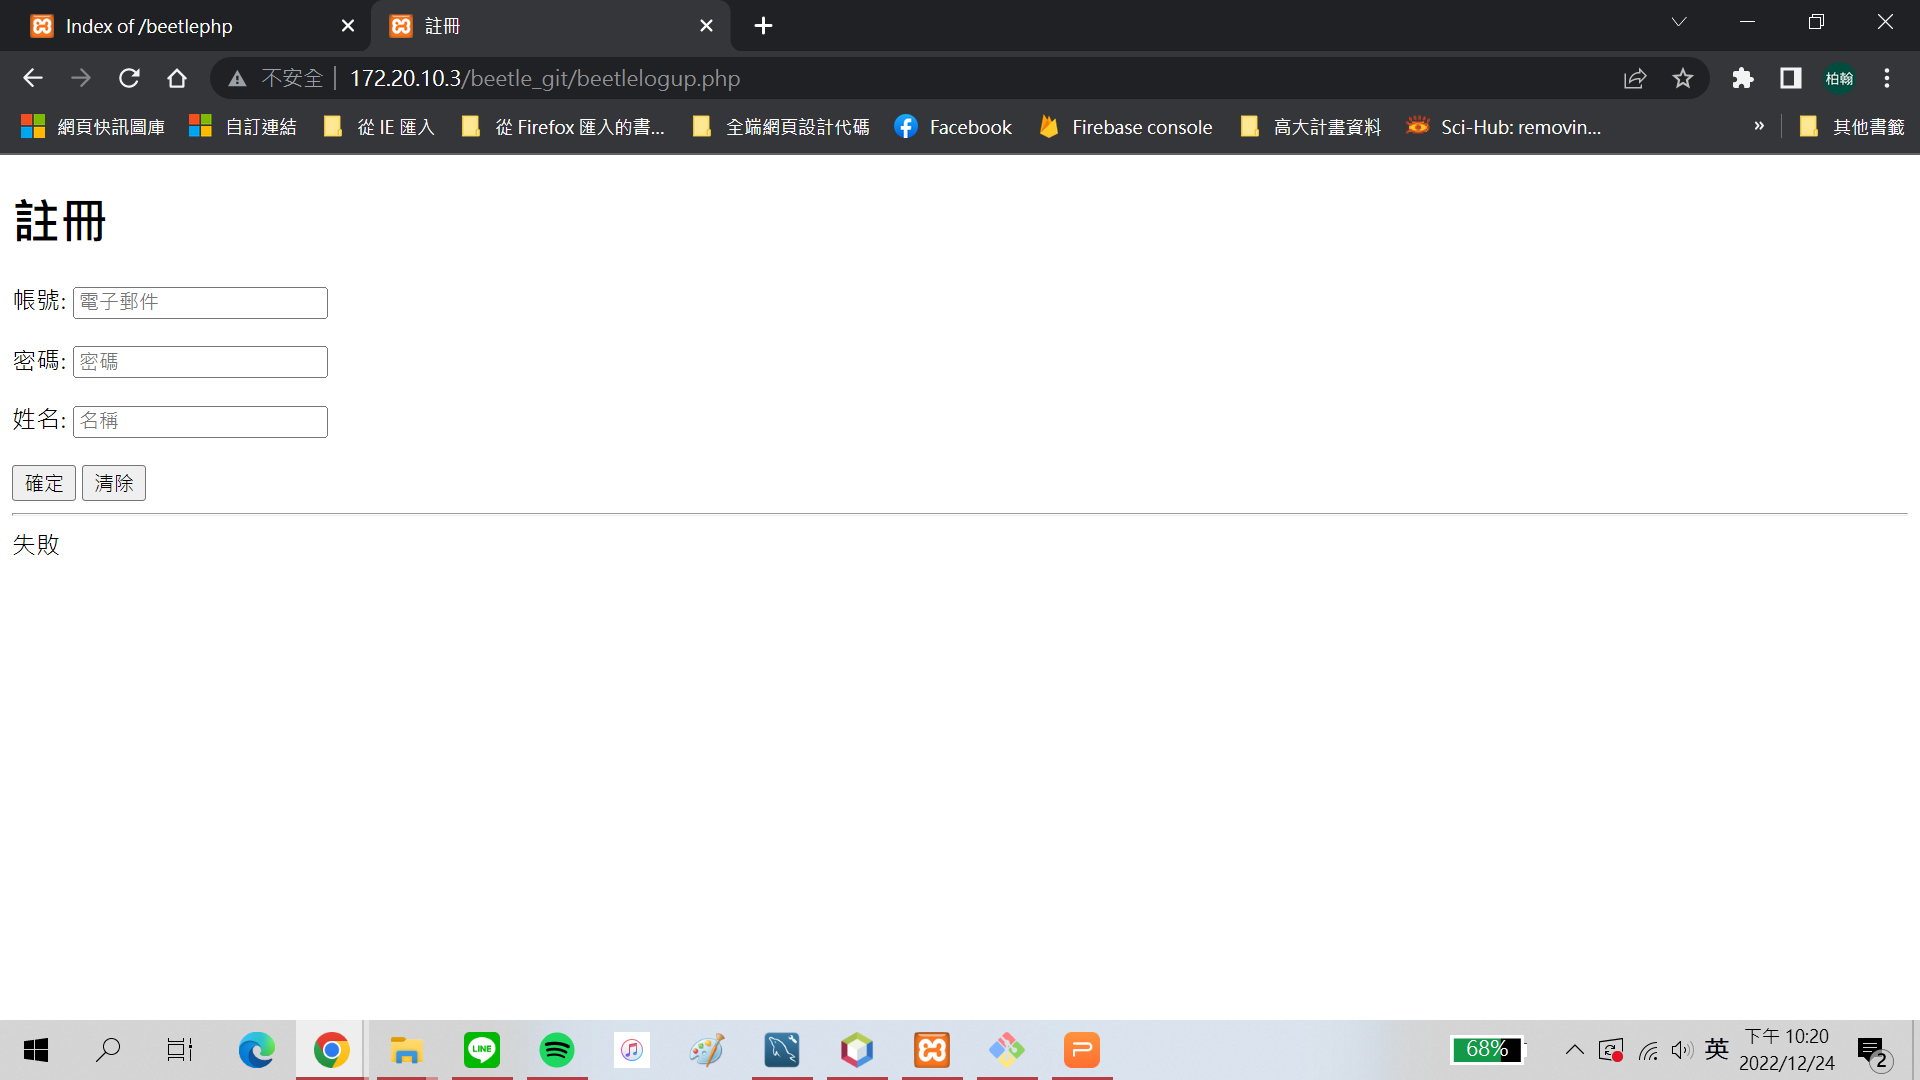 Index of /beetlephp
註冊
不安全 172.20.10.3/beetle_git/beetlelogup.php
柏翰
網頁快訊圖庫 自訂連結 從 IE 匯入 從 Firefox 匯入的書... 全端網頁設計代碼 Facebook Firebase console 高大計畫資料 Sci-Hub: removin... » 其他書籤
註冊
帳號: 電子郵件
密碼: 密碼
姓名: 名稱
確定 清除
失敗
LINE
68%
英
下午 10:20
2022/12/24
2